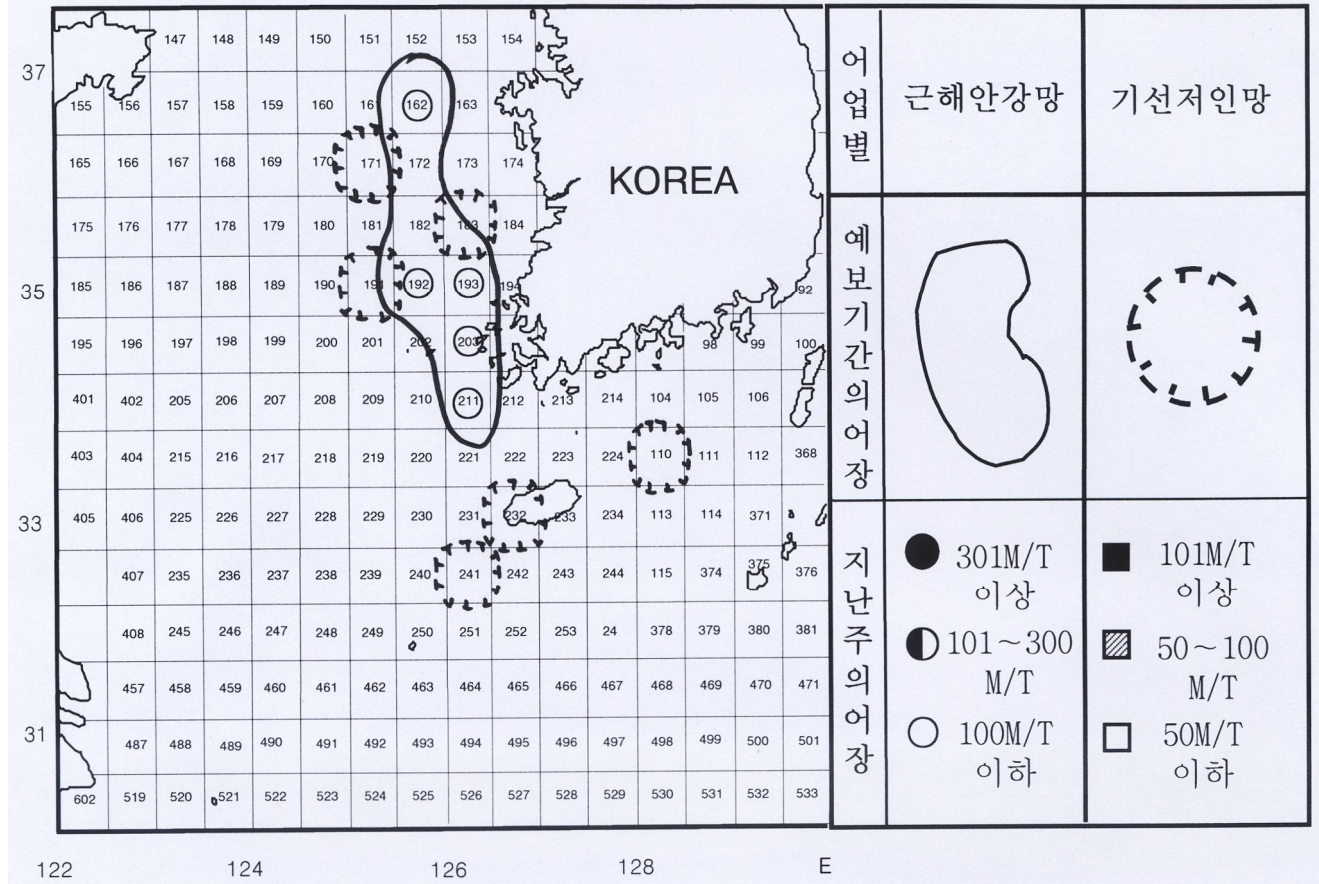 147 148 149 150 151 152 153 154
37
155 156 157 158 159 160 161 162 163
165 166 167 168 169 170 171 172 173 174
KOREA
175 176 177 178 179 180 181 182 183 184
35
185 186 187 188 189 190 191 192 193 194 92
195 196 197 198 199 200 201 202 203 98 99 100
401 402 205 206 207 208 209 210 211 212 213 214 104 105 106
403 404 215 216 217 218 219 220 221 222 223 224 110 111 112 368
33
405 406 225 226 227 228 229 230 231 232 233 234 113 114 371
407 235 236 237 238 239 240 241 242 243 244 115 374 375 376
408 245 246 247 248 249 250 251 252 253 24 378 379 380 381
457 458 459 460 461 462 463 464 465 466 467 468 469 470 471
31
487 488 489 490 491 492 493 494 495 496 497 498 499 500 501
602 519 520 521 522 523 524 525 526 527 528 529 530 531 532 533
122 124 126 128 E
어업별
근해안강망
기선저인망
예보기간의어장
지난주의어장
301M/T
이상
101～300
M/T
100M/T
이하
101M/T
이상
50～100
M/T
50M/T
이하